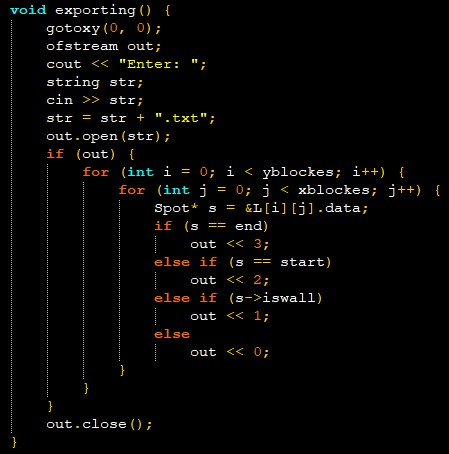 void exporting() {
    gotoxy(0, 0);
    ofstream out;
    cout << "Enter: ";
    string str;
    cin >> str;
    str = str + ".txt";
    out.open(str);
    if (out) {
        for (int i = 0; i < yblockes; i++) {
            for (int j = 0; j < xblockes; j++) {
                Spot* s = &L[i][j].data;
                if (s == end)
                    out << 3;
                else if (s == start)
                    out << 2;
                else if (s->iswall)
                    out << 1;
                else
                    out << 0;
            }
        }
    }
    out.close();
}